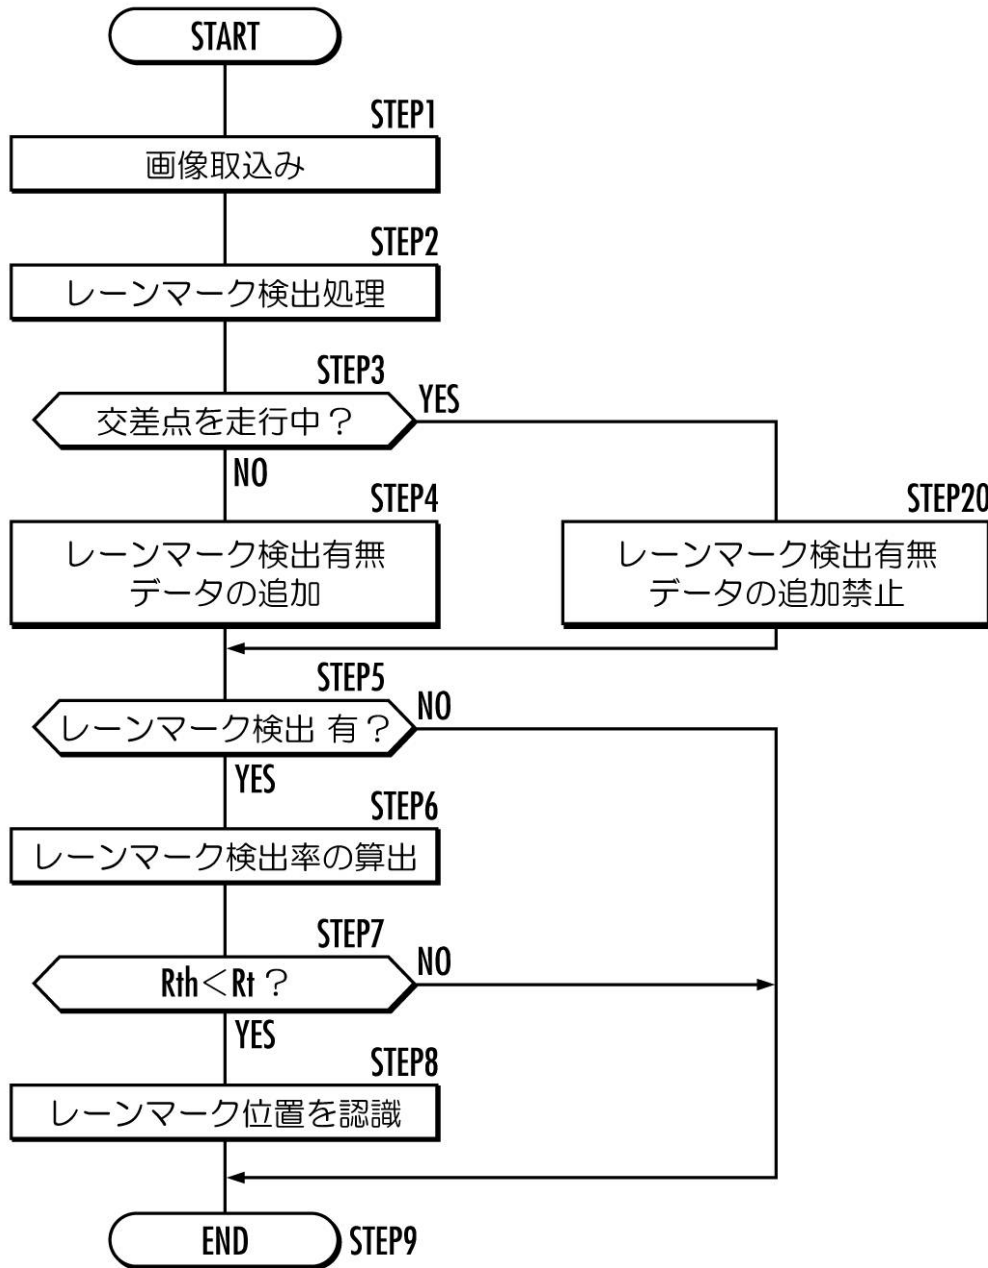 START
STEP1
画像取込み
STEP2
レーンマーク検出処理
STEP3
交差点を走行中？
YES
NO
STEP4
レーンマーク検出有無
データの追加
STEP20
レーンマーク検出有無
データの追加禁止
STEP5
レーンマーク検出 有？
NO
YES
STEP6
レーンマーク検出率の算出
STEP7
Rth＜Rt ？
NO
YES
STEP8
レーンマーク位置を認識
END
STEP9